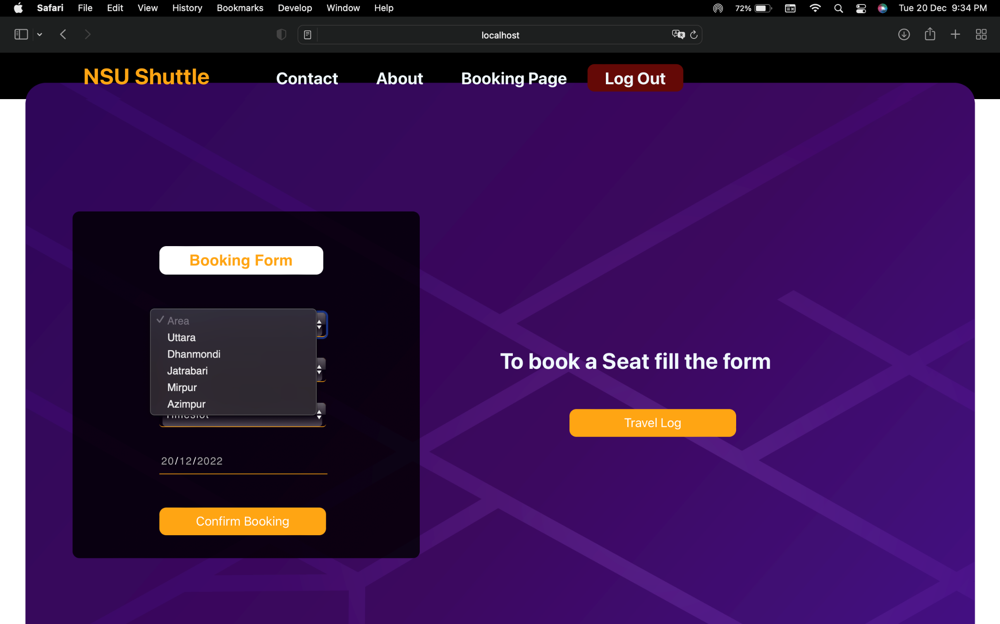 Safari File Edit View History Bookmarks Develop Window Help 72% Tue 20 Dec 9:34 PM
localhost
NSU Shuttle Contact About Booking Page Log Out
Booking Form
Area
Uttara
Dhanmondi
Jatrabari
Mirpur
Azimpur
Timeslot
20/12/2022
Confirm Booking
To book a Seat fill the form
Travel Log